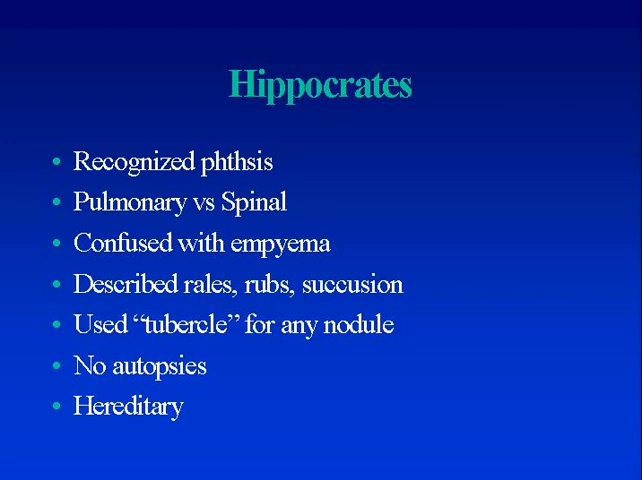 Hippocrates
• Recognized phthsis
• Pulmonary vs Spinal
• Confused with empyema
• Described rales, rubs, succusion
• Used “tubercle” for any nodule
• No autopsies
• Hereditary